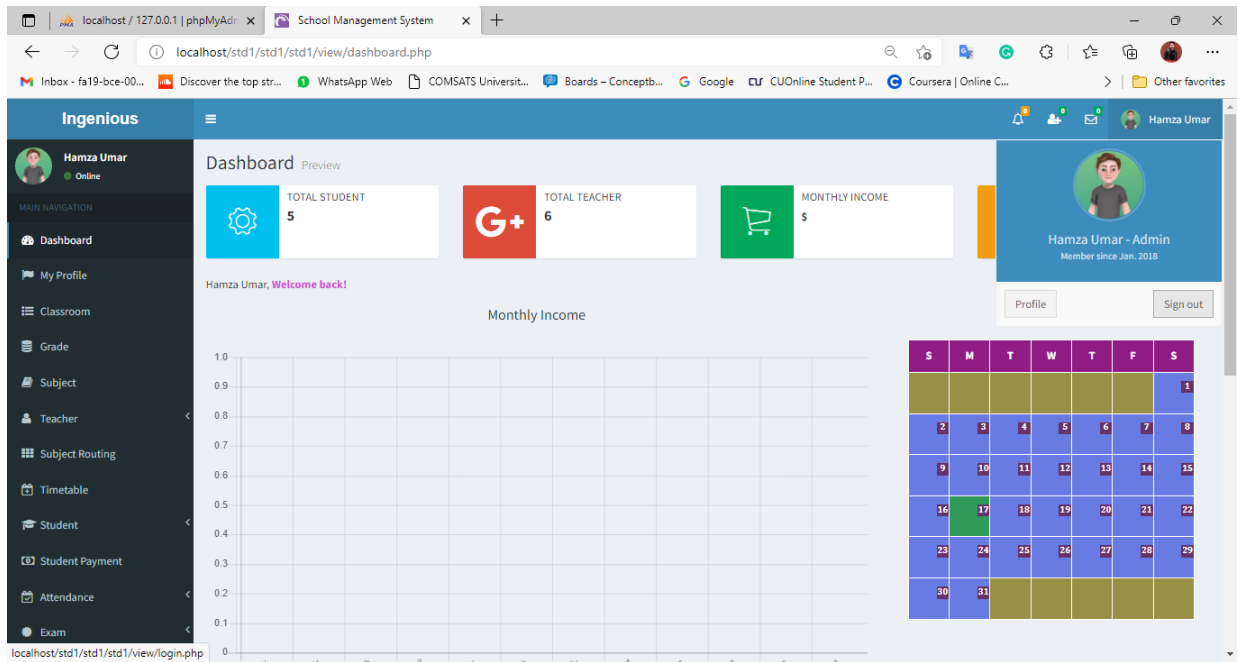 localhost / 127.0.0.1 | phpMyAdm
School Management System
localhost/std1/std1/std1/view/dashboard.php
Inbox - fa19-bce-00...
Discover the top str...
WhatsApp Web
COMSATS Universit...
Boards – Conceptb...
Google
CUOnline Student P...
Coursera | Online C...
Other favorites
Ingenious
0
0
0
Hamza Umar
Hamza Umar
Online
MAIN NAVIGATION
Dashboard
My Profile
Classroom
Grade
Subject
Teacher
Subject Routing
Timetable
Student
Student Payment
Attendance
Exam
localhost/std1/std1/std1/view/login.php
Dashboard Preview
TOTAL STUDENT
5
G+
TOTAL TEACHER
6
MONTHLY INCOME
$
Hamza Umar - Admin
Member since Jan. 2018
Profile
Sign out
Hamza Umar, Welcome back!
Monthly Income
1.0
0.9
0.8
0.7
0.6
0.5
0.4
0.3
0.2
0.1
0
S M T W T F S
1
2 3 4 5 6 7 8
9 10 11 12 13 14 15
16 17 18 19 20 21 22
23 24 25 26 27 28 29
30 31